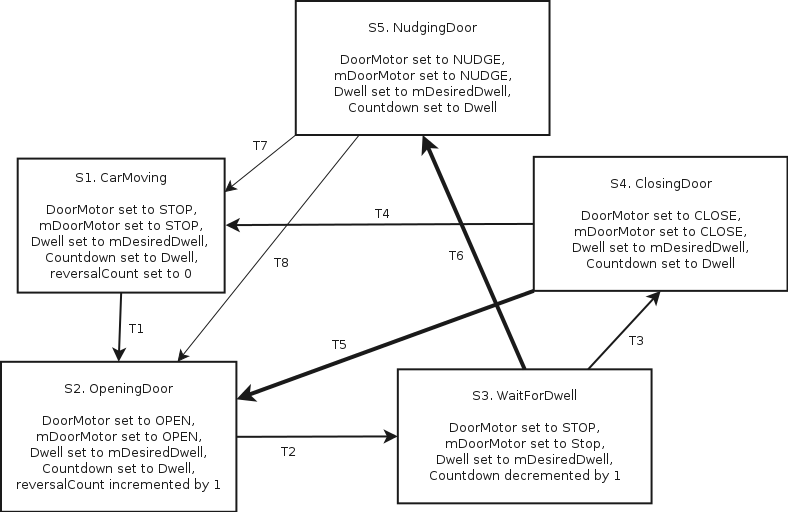 S5. NudgingDoor
DoorMotor set to NUDGE,
mDoorMotor set to NUDGE,
Dwell set to mDesiredDwell,
Countdown set to Dwell
T7
S1. CarMoving
DoorMotor set to STOP,
mDoorMotor set to STOP,
Dwell set to mDesiredDwell,
Countdown set to Dwell,
reversalCount set to 0
S4. ClosingDoor
DoorMotor set to CLOSE,
mDoorMotor set to CLOSE,
Dwell set to mDesiredDwell,
Countdown set to Dwell
T4
T6
T8
T1
T5
T3
S2. OpeningDoor
DoorMotor set to OPEN,
mDoorMotor set to OPEN,
Dwell set to mDesiredDwell,
Countdown set to Dwell,
reversalCount incremented by 1
T2
S3. WaitForDwell
DoorMotor set to STOP,
mDoorMotor set to Stop,
Dwell set to mDesiredDwell,
Countdown decremented by 1